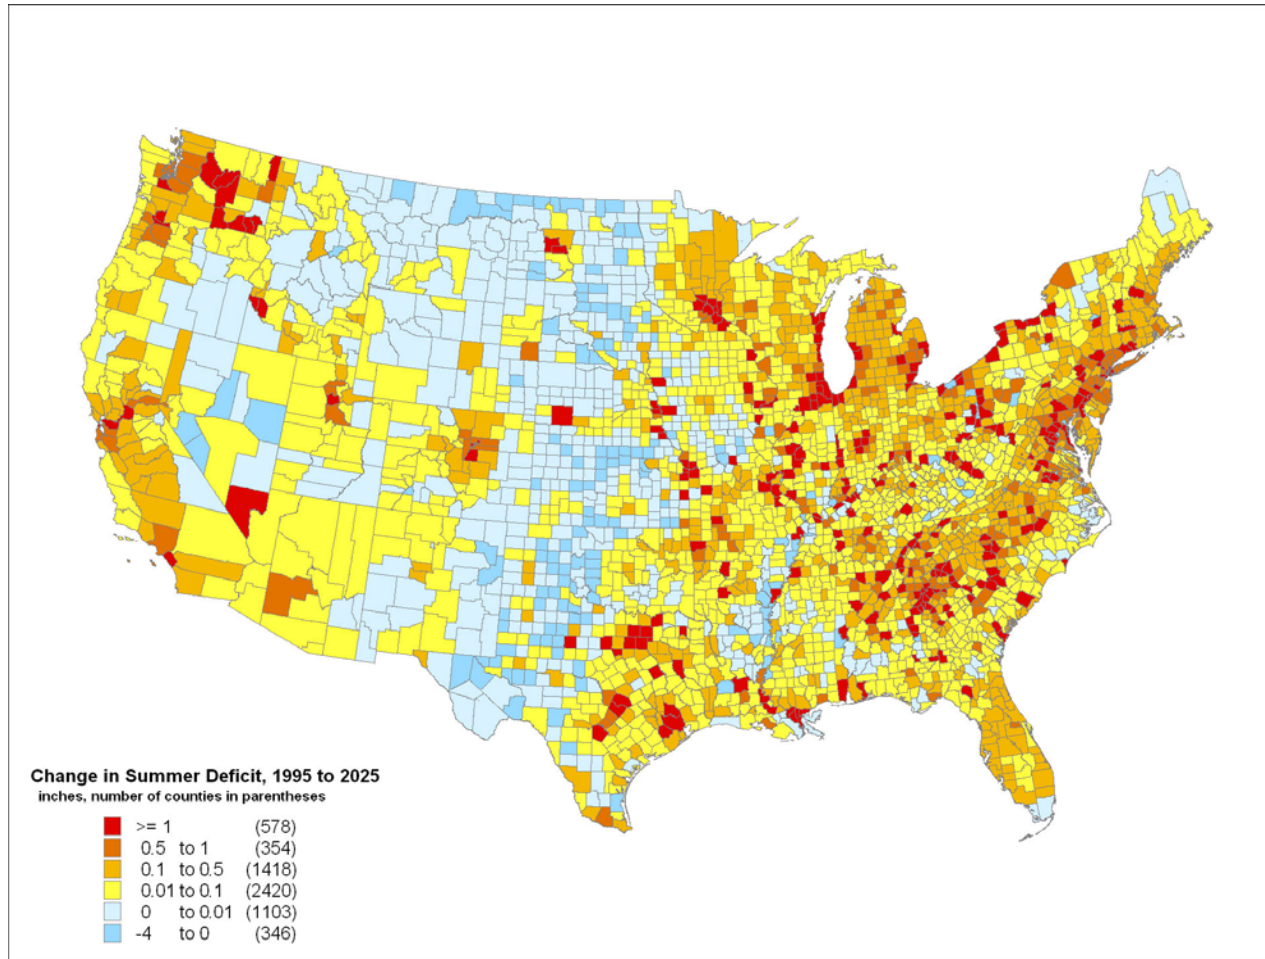 Change in Summer Deficit, 1995 to 2025
inches, number of counties in parentheses
>= 1 (578)
0.5 to 1 (354)
0.1 to 0.5 (1418)
0.01 to 0.1 (2420)
0 to 0.01 (1103)
-4 to 0 (346)